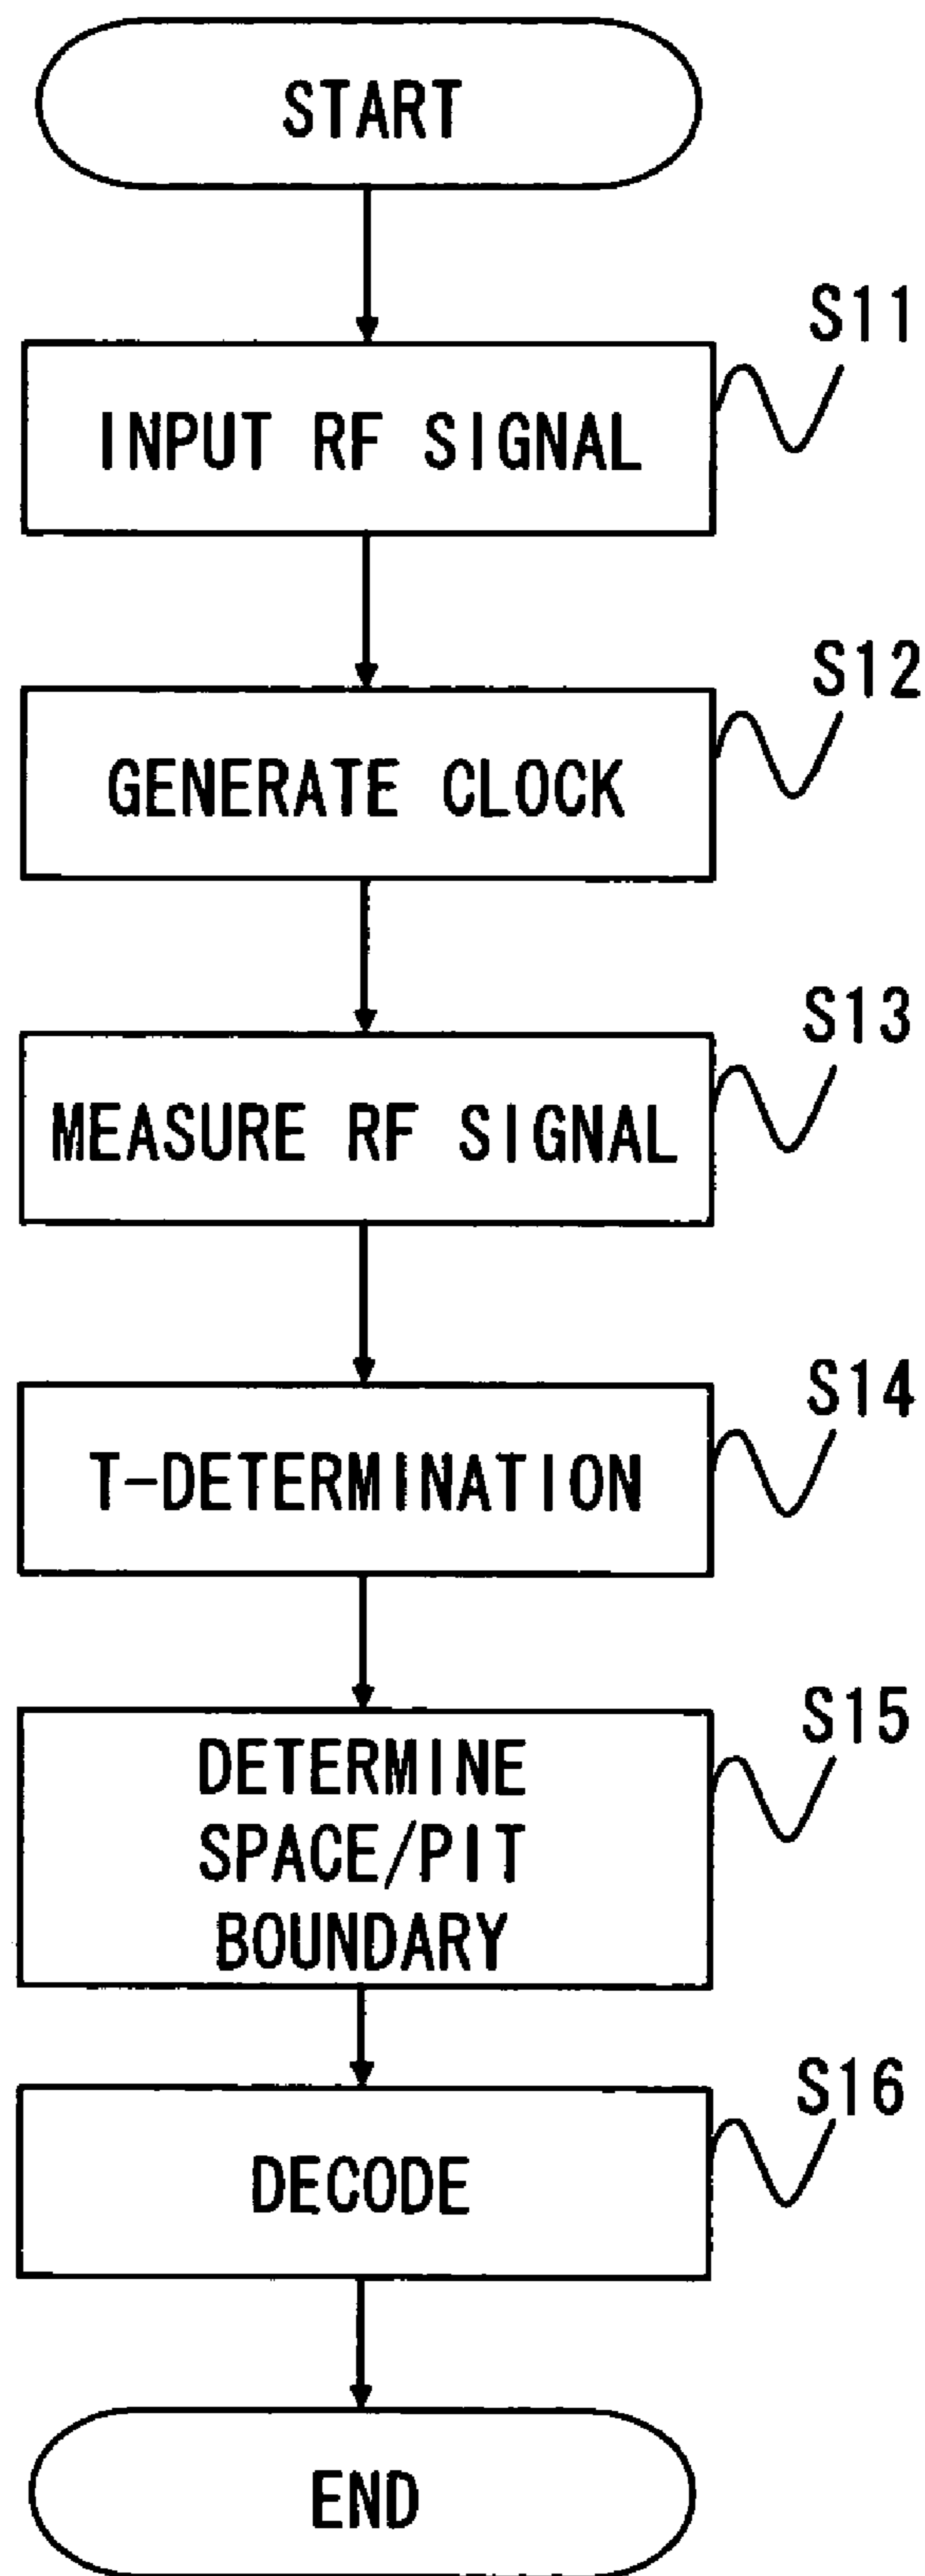 START
S11
INPUT RF SIGNAL
S12
GENERATE CLOCK
S13
MEASURE RF SIGNAL
S14
T-DETERMINATION
S15
DETERMINE
SPACE/PIT
BOUNDARY
S16
DECODE
END